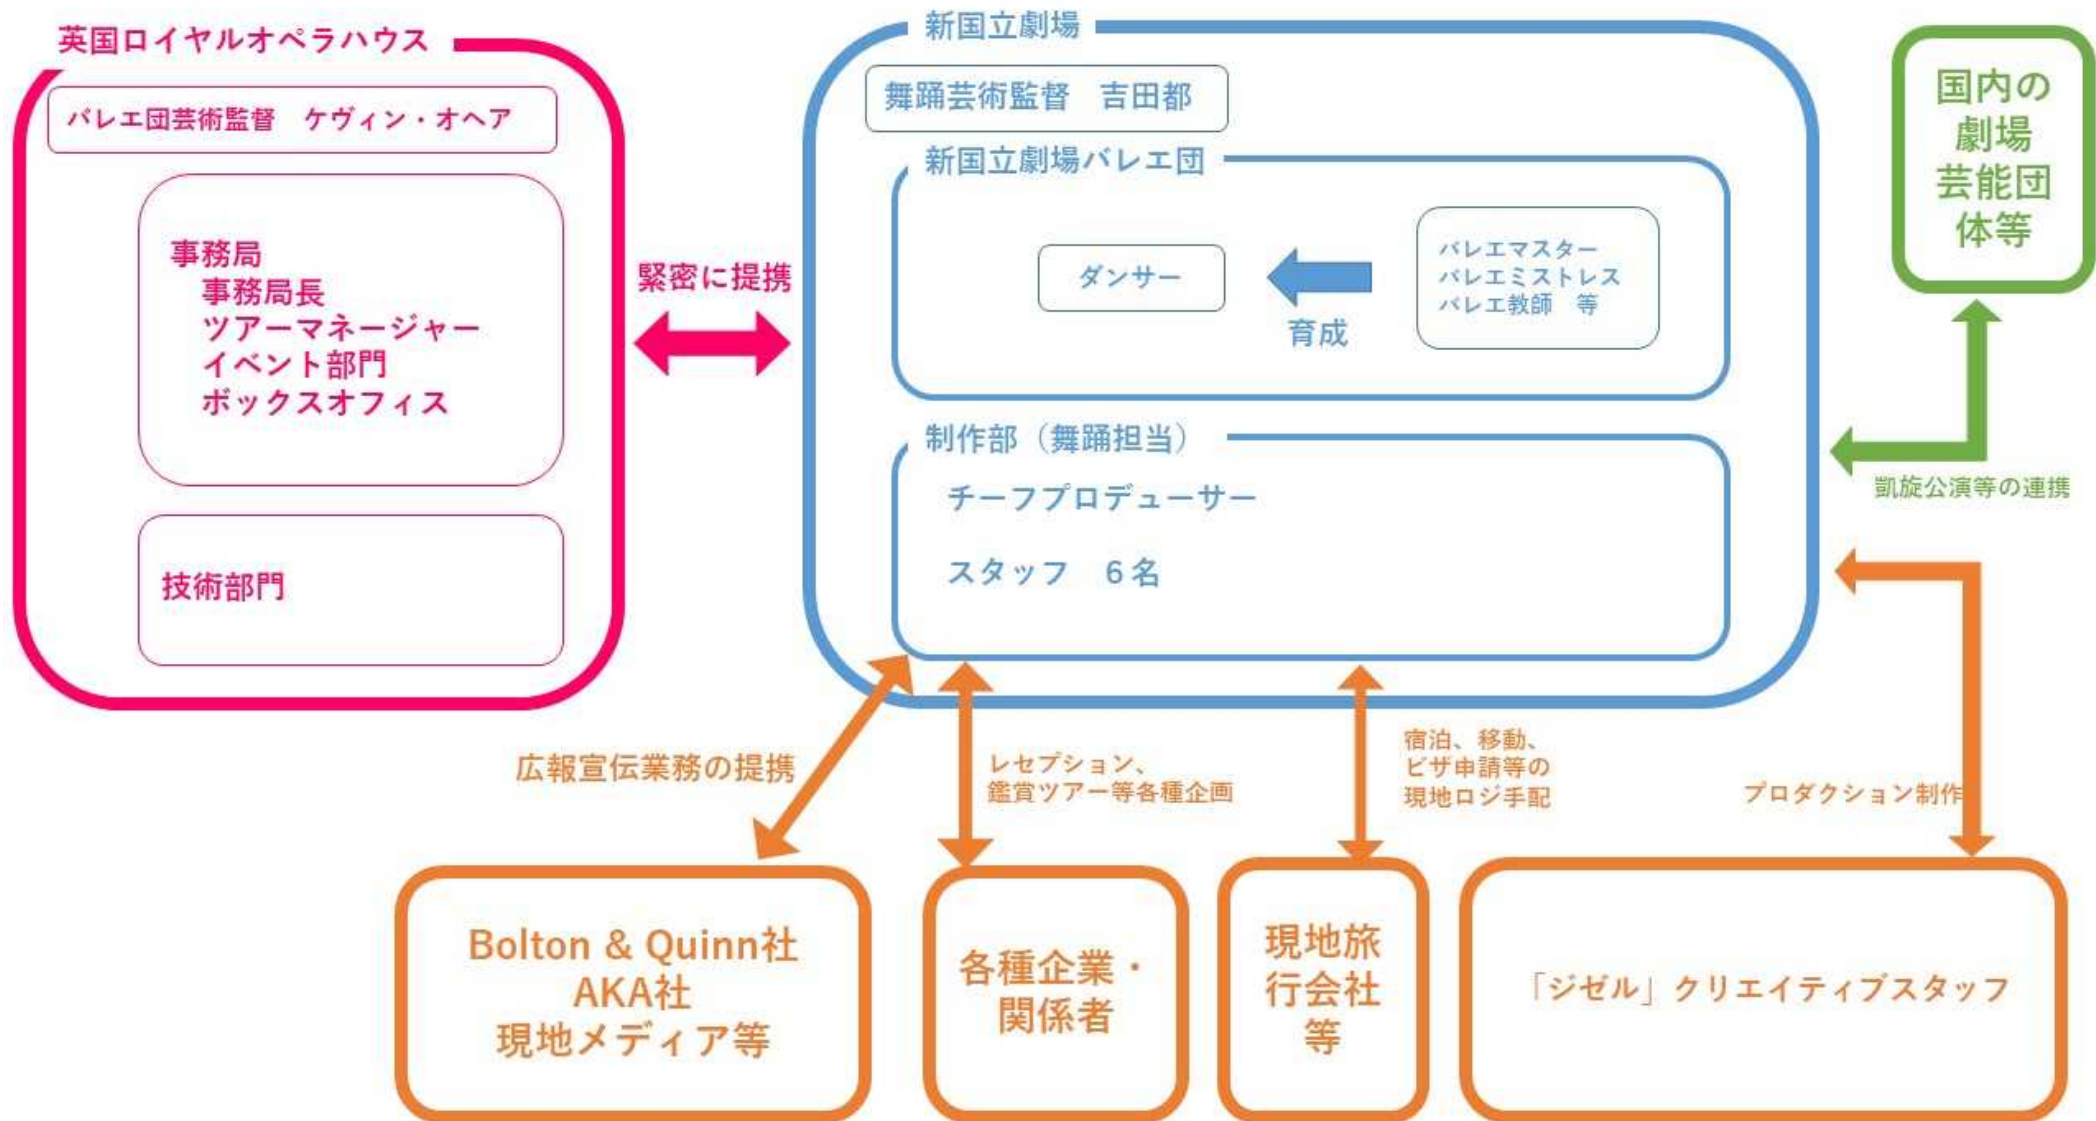 英国ロイヤルオペラハウス
バレエ団芸術監督　ケヴィン・オヘア
事務局
事務局長
ツアーマネージャー
イベント部門
ボックスオフィス
技術部門
緊密に提携
新国立劇場
舞踊芸術監督　吉田都
新国立劇場バレエ団
ダンサー
育成
バレエマスター
バレエミストレス
バレエ教師　等
制作部（舞踊担当）
チーフプロデューサー
スタッフ　６名
国内の
劇場
芸能団
体等
凱旋公演等の連携
広報宣伝業務の提携
レセプション、
鑑賞ツアー等各種企画
宿泊、移動、
ビザ申請等の
現地ロジ手配
プロダクション制作
Bolton & Quinn社
AKA社
現地メディア等
各種企業・
関係者
現地旅
行会社
等
「ジゼル」クリエイティブスタッフ